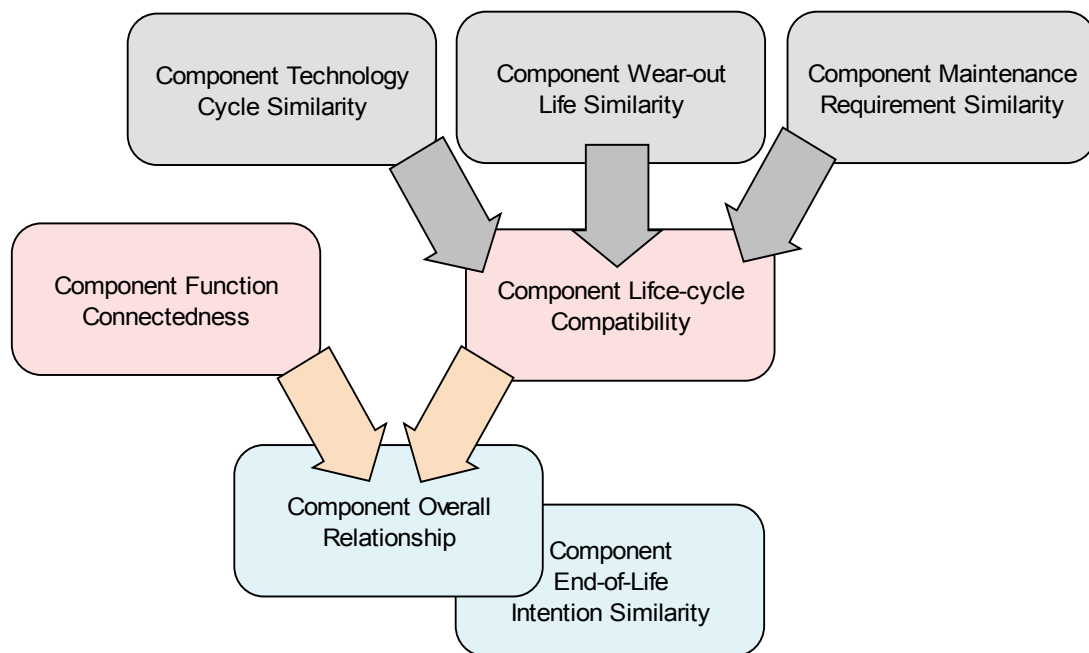 Component Technology
Cycle Similarity
Component Wear-out
Life Similarity
Component Maintenance
Requirement Similarity
Component Function
Connectedness
Component Lifce-cycle
Compatibility
Component Overall
Relationship
Component
End-of-Life
Intention Similarity